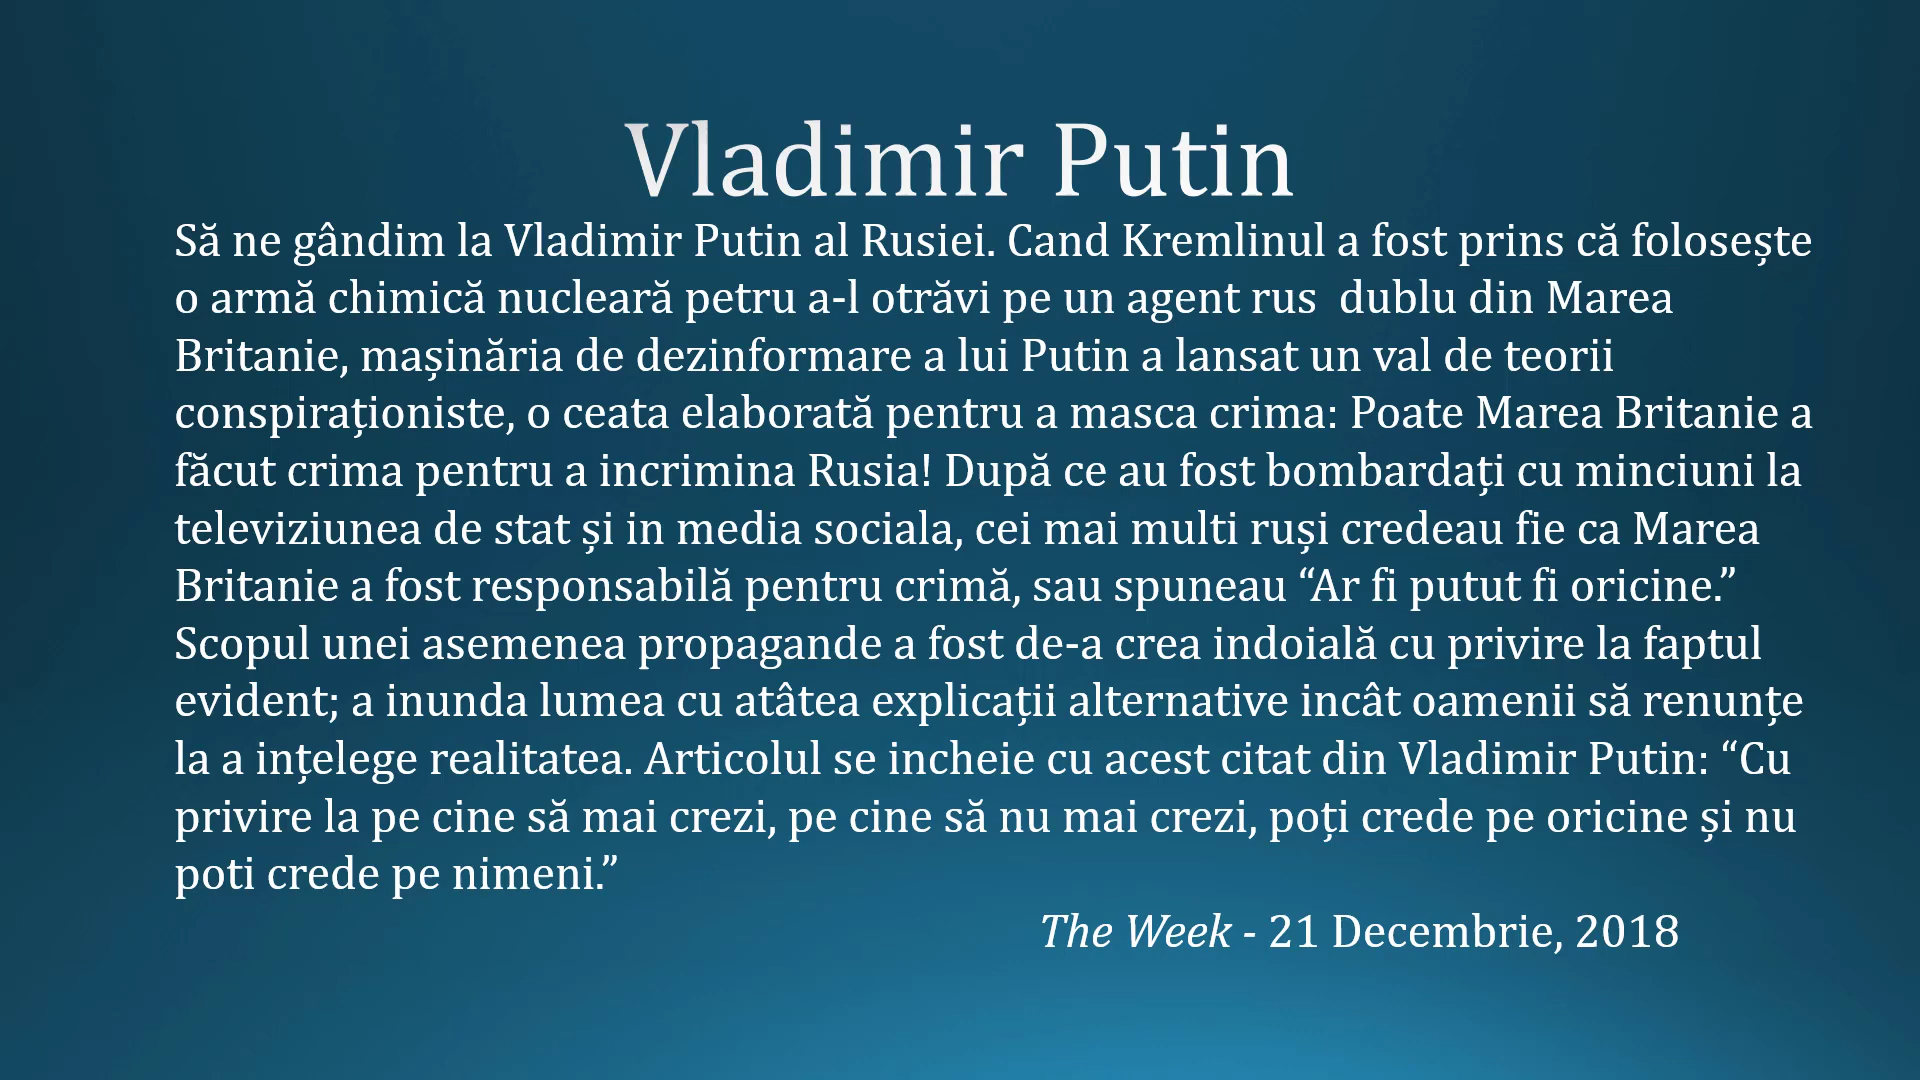 Vladimir Putin
Să ne gândim la Vladimir Putin al Rusiei. Cand Kremlinul a fost prins că folosește
o armă chimică nucleară petru a-l otrăvi pe un agent rus  dublu din Marea
Britanie, mașinăria de dezinformare a lui Putin a lansat un val de teorii
conspiraționiste, o ceata elaborată pentru a masca crima: Poate Marea Britanie a
făcut crima pentru a incrimina Rusia! După ce au fost bombardați cu minciuni la
televiziunea de stat și in media sociala, cei mai multi ruși credeau fie ca Marea
Britanie a fost responsabilă pentru crimă, sau spuneau “Ar fi putut fi oricine.”
Scopul unei asemenea propagande a fost de-a crea indoială cu privire la faptul
evident; a inunda lumea cu atâtea explicații alternative incât oamenii să renunțe
la a ințelege realitatea. Articolul se incheie cu acest citat din Vladimir Putin: “Cu
privire la pe cine să mai crezi, pe cine să nu mai crezi, poți crede pe oricine și nu
poti crede pe nimeni.”
The Week - 21 Decembrie, 2018